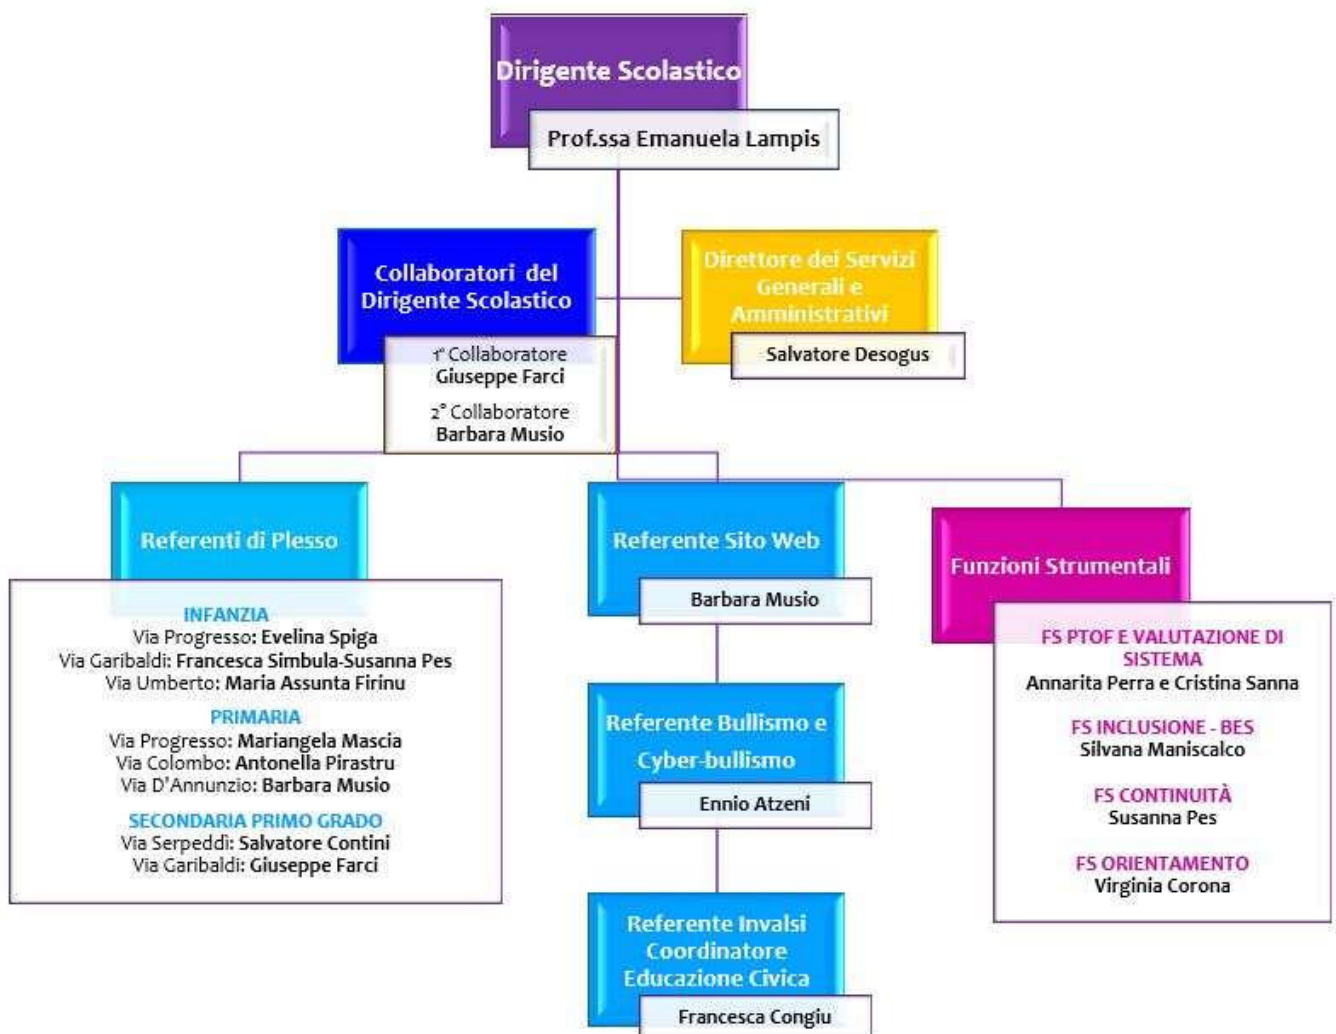 Dirigente Scolastico
Prof.ssa Emanuela Lampis
Collaboratori del
Dirigente Scolastico
1° Collaboratore
Giuseppe Farci
2° Collaboratore
Barbara Musio
Direttore dei Servizi
Generali e
Amministrativi
Salvatore Desogus
Referenti di Plesso
INFANZIA
Via Progresso: Evelina Spiga
Via Garibaldi: Francesca Simbula-Susanna Pes
Via Umberto: Maria Assunta Firinu
PRIMARIA
Via Progresso: Mariangela Mascia
Via Colombo: Antonella Pirastru
Via D'Annunzio: Barbara Musio
SECONDARIA PRIMO GRADO
Via Serpeddì: Salvatore Contini
Via Garibaldi: Giuseppe Farci
Referente Sito Web
Barbara Musio
Referente Bullismo e
Cyber-bullismo
Ennio Atzeni
Referente Invalsi
Coordinatore
Educazione Civica
Francesca Congiu
Funzioni Strumentali
FS PTOF E VALUTAZIONE DI
SISTEMA
Annarita Perra e Cristina Sanna
FS INCLUSIONE - BES
Silvana Maniscalco
FS CONTINUITÀ
Susanna Pes
FS ORIENTAMENTO
Virginia Corona